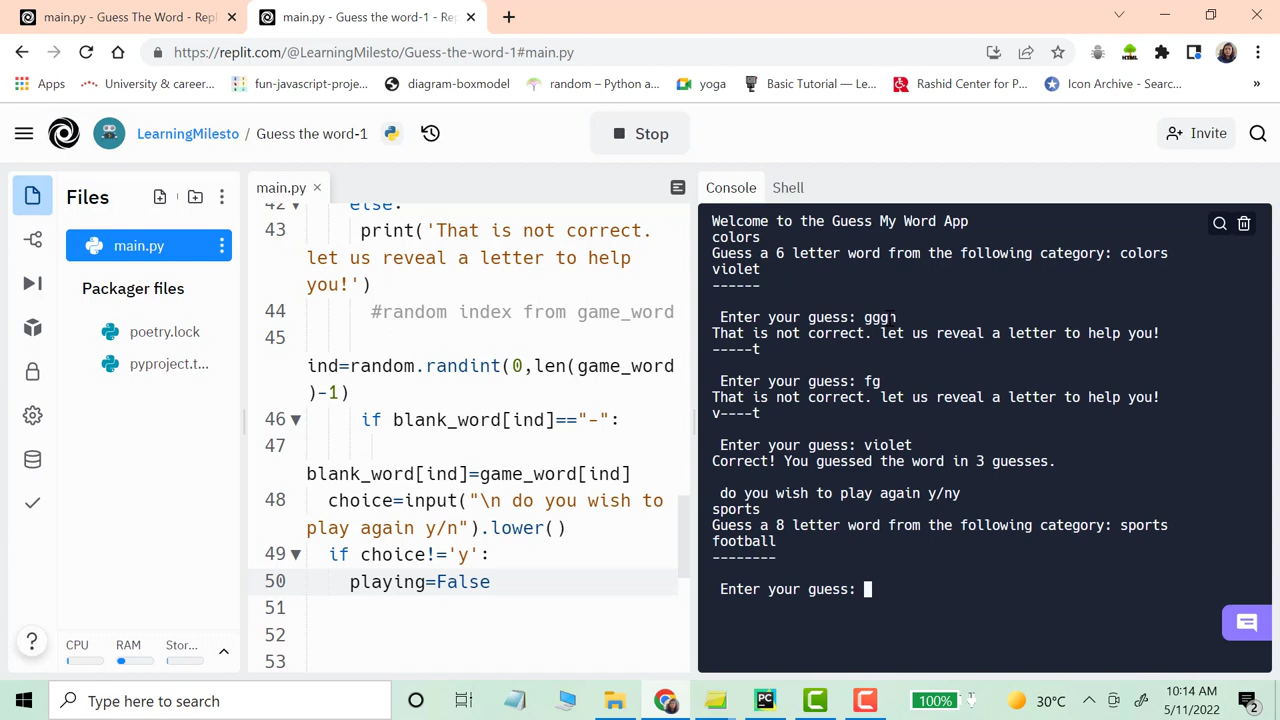 main.py - Guess The Word - Repl
main.py - Guess the word-1 - Rep
https://replit.com/@LearningMilesto/Guess-the-word-1#main.py
Apps
University & career...
fun-javascript-proje...
diagram-boxmodel
random – Python a...
yoga
Basic Tutorial — Le...
Rashid Center for P...
Icon Archive - Searc...
»
LearningMilesto / Guess the word-1
Stop
Invite
Files
main.py
Packager files
poetry.lock
pyproject.t...
CPU
RAM
Stor...
main.py
42 else:
43 print('That is not correct.
let us reveal a letter to help
you!')
44 #random index from game_word
45
ind=random.randint(0,len(game_word
)-1)
46 if blank_word[ind]=="-":
47
blank_word[ind]=game_word[ind]
48 choice=input("\n do you wish to
play again y/n").lower()
49 if choice!='y':
50 playing=False
51
52
53
Console
Shell
Welcome to the Guess My Word App
colors
Guess a 6 letter word from the following category: colors
violet
------
Enter your guess: gggh
That is not correct. let us reveal a letter to help you!
-----t
Enter your guess: fg
That is not correct. let us reveal a letter to help you!
v----t
Enter your guess: violet
Correct! You guessed the word in 3 guesses.
do you wish to play again y/ny
sports
Guess a 8 letter word from the following category: sports
football
--------
Enter your guess:
Type here to search
PC
100%
30°C
10:14 AM
5/11/2022
2